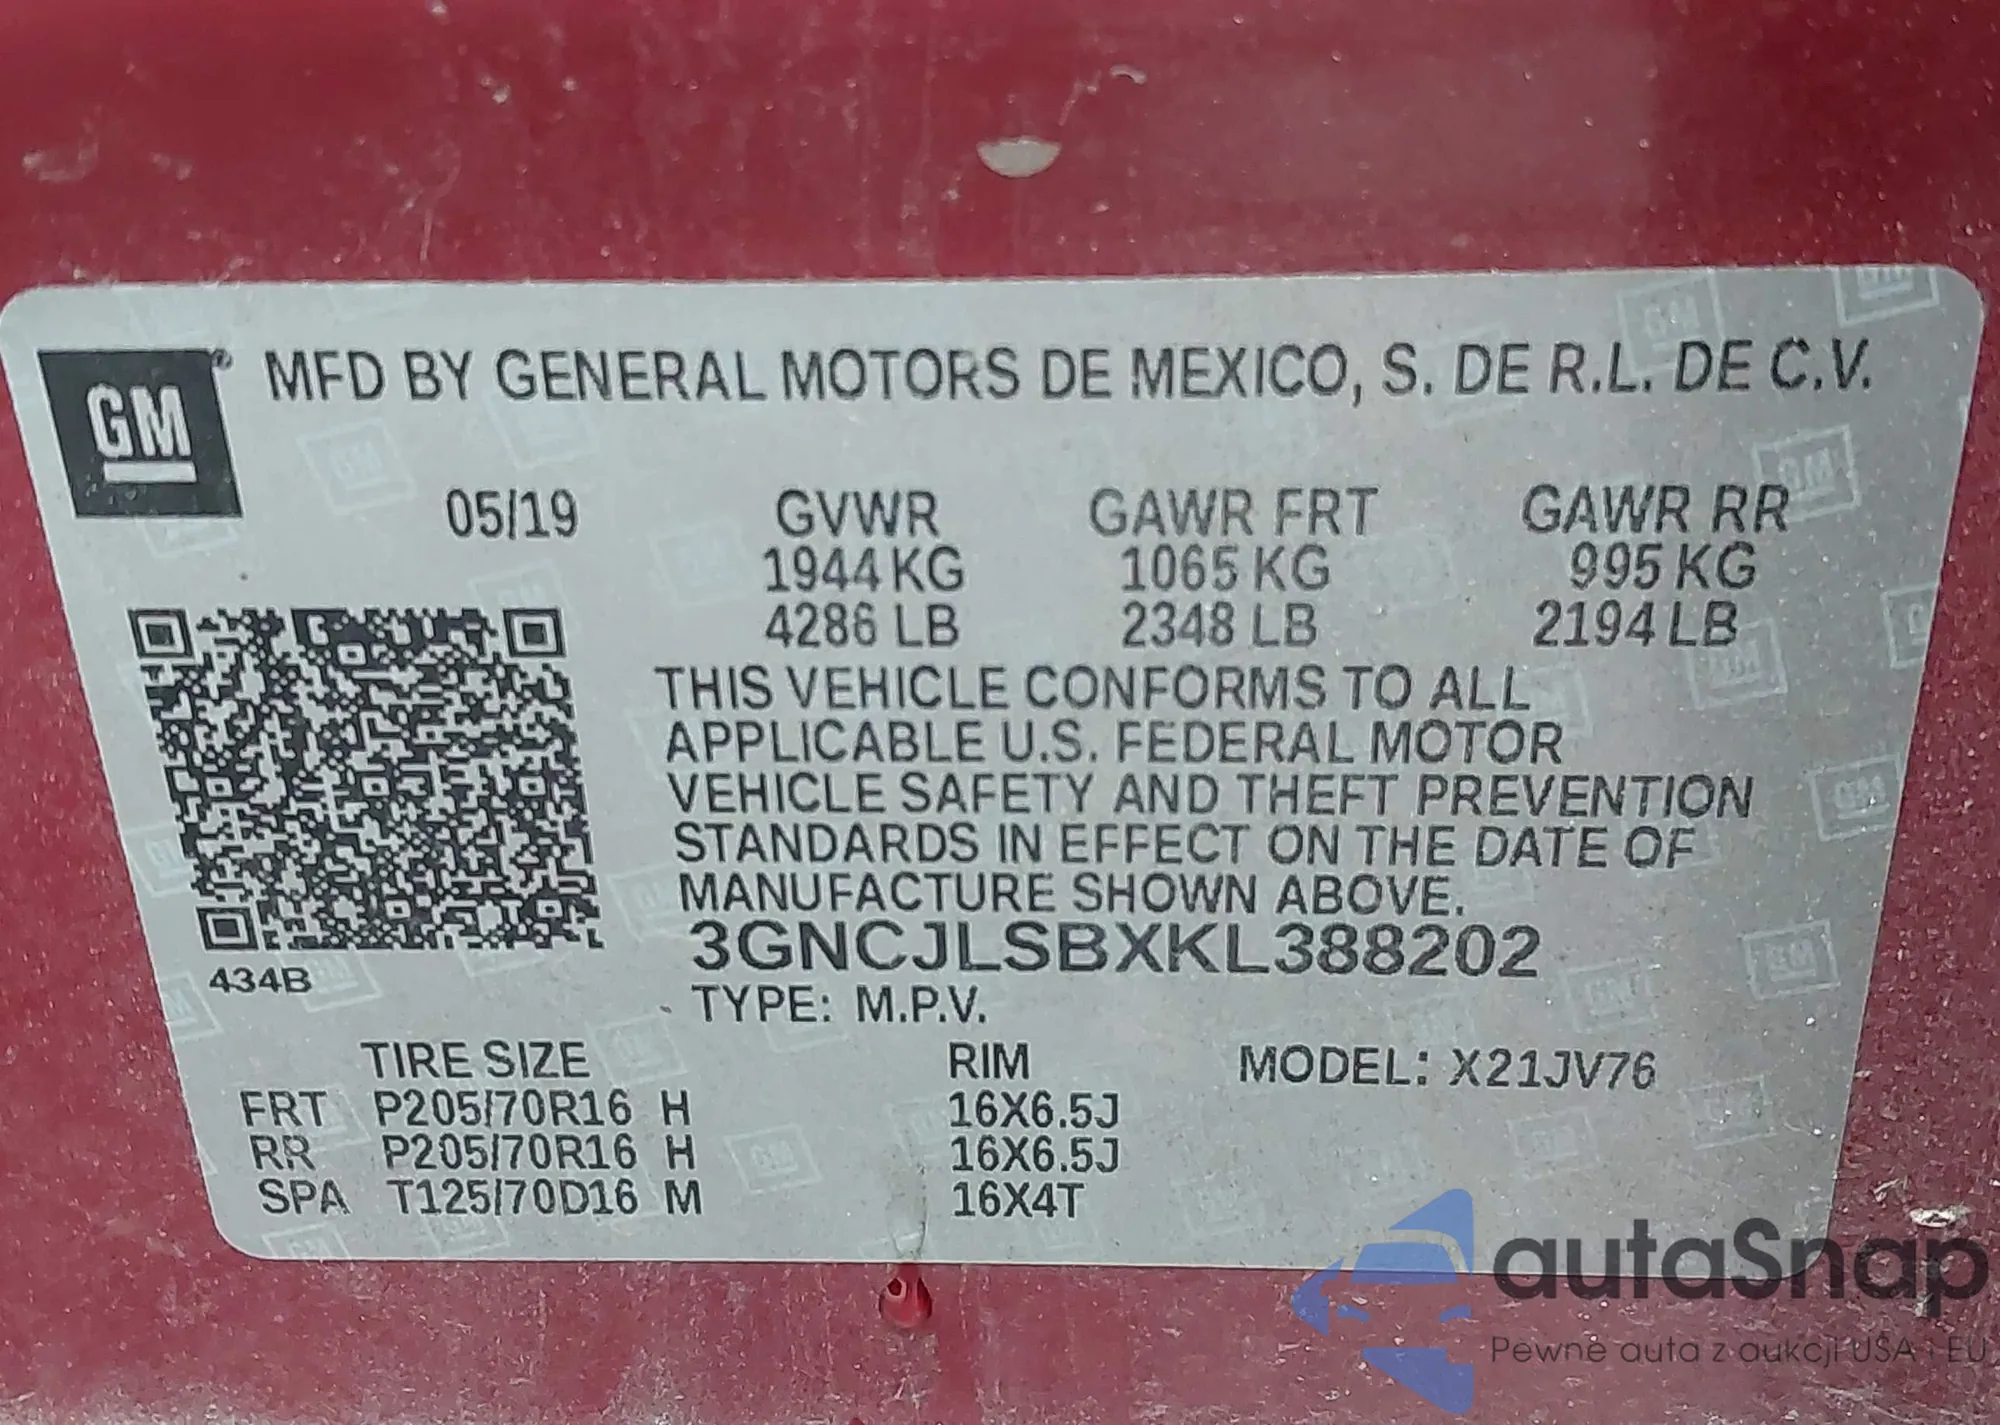 GM
MFD BY GENERAL MOTORS DE MEXICO, S. DE R.L. DE C.V.
05/19 GVWR GAWR FRT GAWR RR
1944 KG 1065 KG 995 KG
4286 LB 2348 LB 2194 LB
THIS VEHICLE CONFORMS TO ALL
APPLICABLE U.S. FEDERAL MOTOR
VEHICLE SAFETY AND THEFT PREVENTION
STANDARDS IN EFFECT ON THE DATE OF
MANUFACTURE SHOWN ABOVE.
3GNCJLSBXKL388202
434B
TYPE: M.P.V.
TIRE SIZE RIM MODEL: X21JV76
FRT P205/70R16 H 16X6.5J
RR P205/70R16 H 16X6.5J
SPA T125/70D16 M 16X4T
autaSnap
Pewne auta z aukcji USA i EU